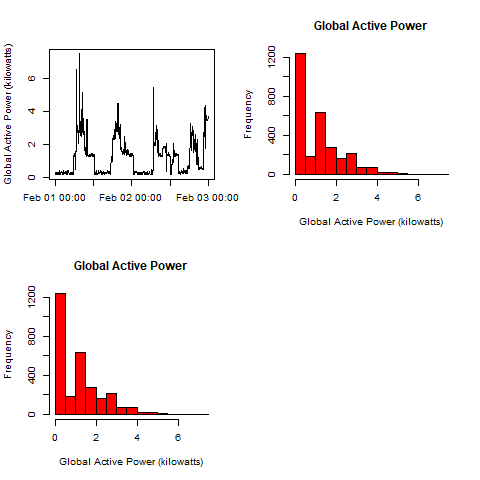 Global Active Power (kilowatts)
0 2 4 6
Feb 01 00:00 Feb 02 00:00 Feb 03 00:00
Global Active Power
Frequency
0 400 800 1200
0 2 4 6
Global Active Power (kilowatts)
Global Active Power
Frequency
0 400 800 1200
0 2 4 6
Global Active Power (kilowatts)